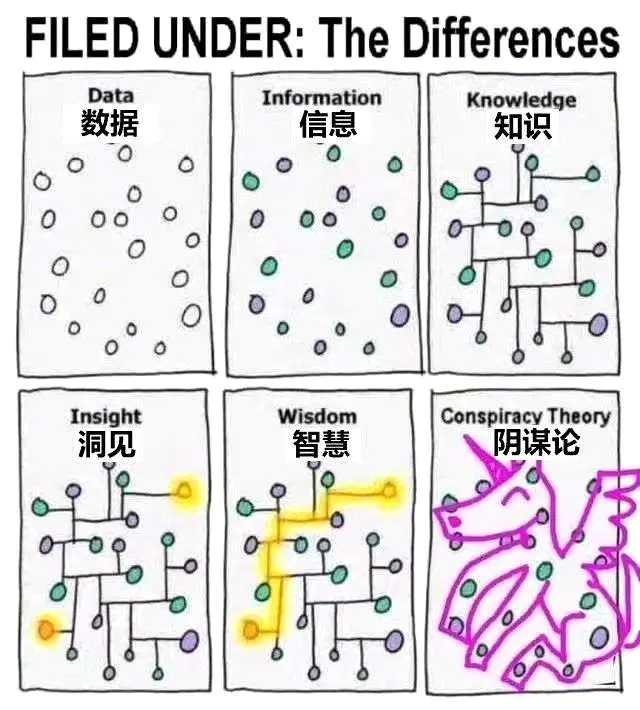 FILED UNDER: The Differences
Data
数据
Information
信息
Knowledge
知识
Insight
洞见
Wisdom
智慧
Conspiracy Theory
阴谋论